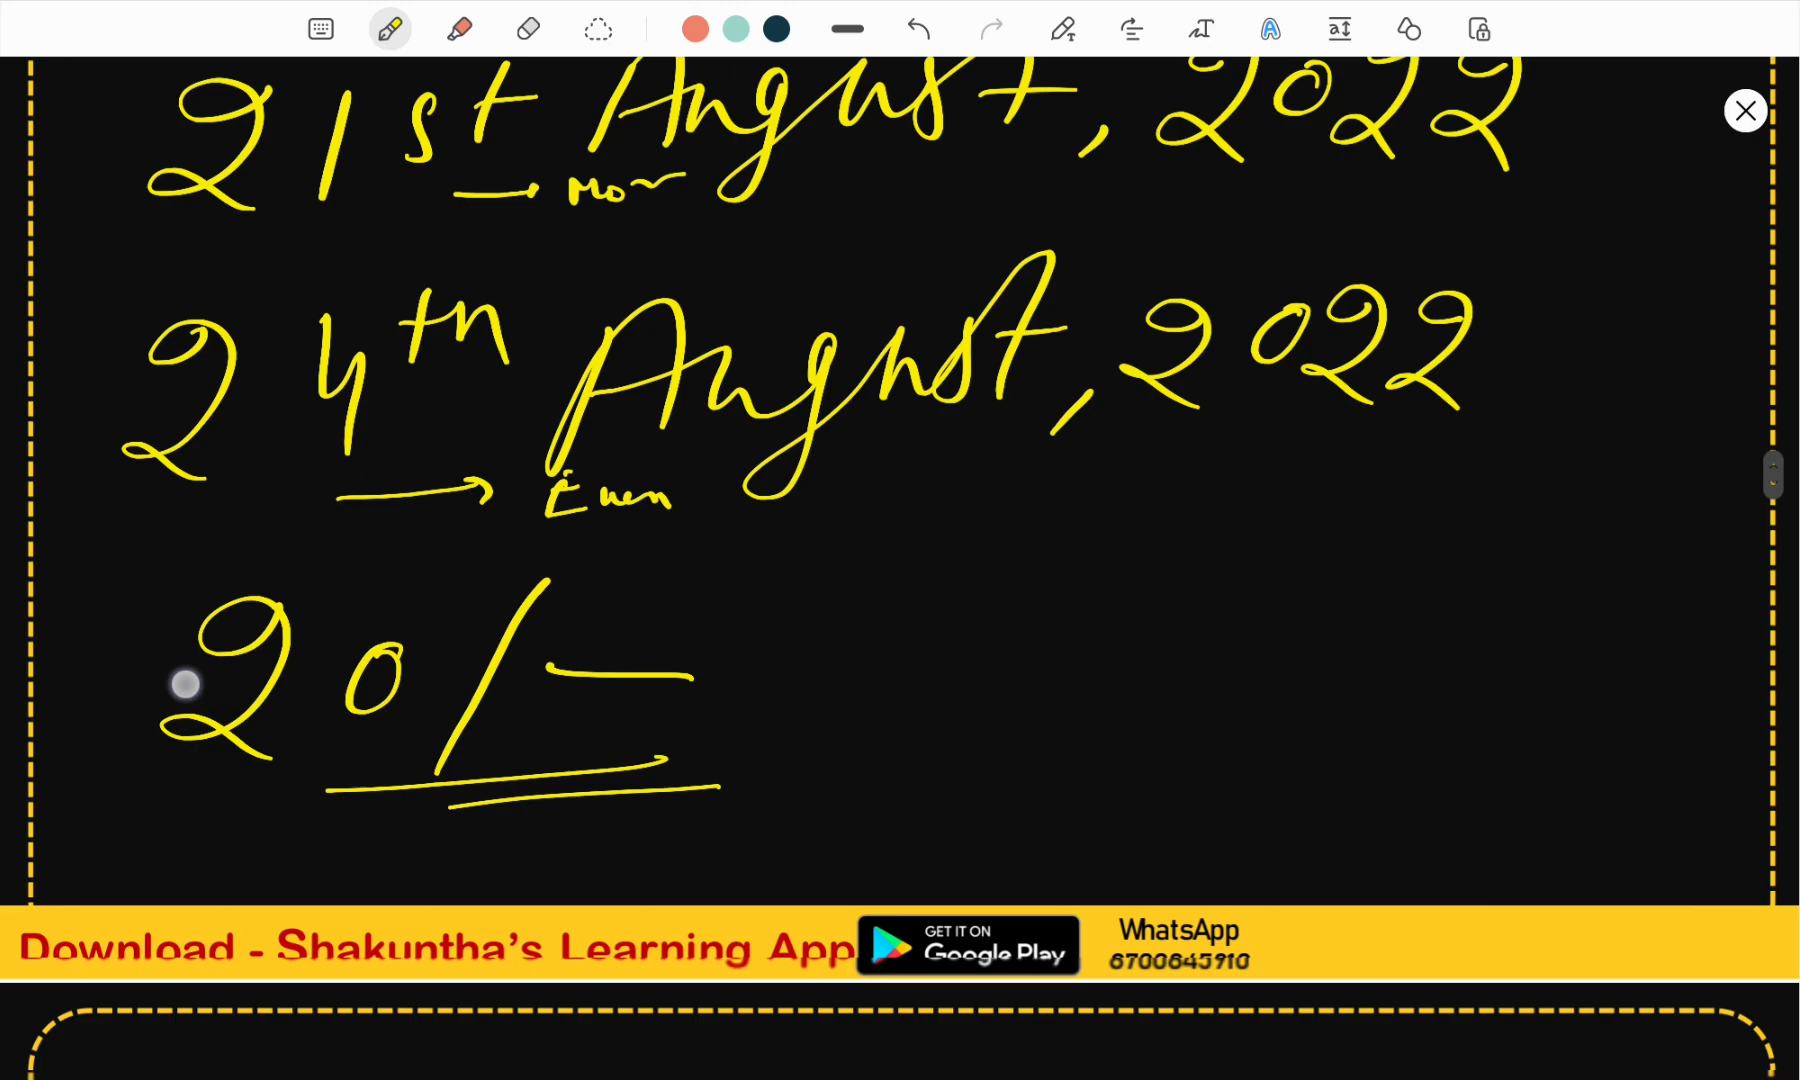 21st August, 2022
→ Mor
24th August, 2022
→ Even
20/—
Download - Shakuntha's Learning App
GET IT ON
Google Play
WhatsApp
6700645910